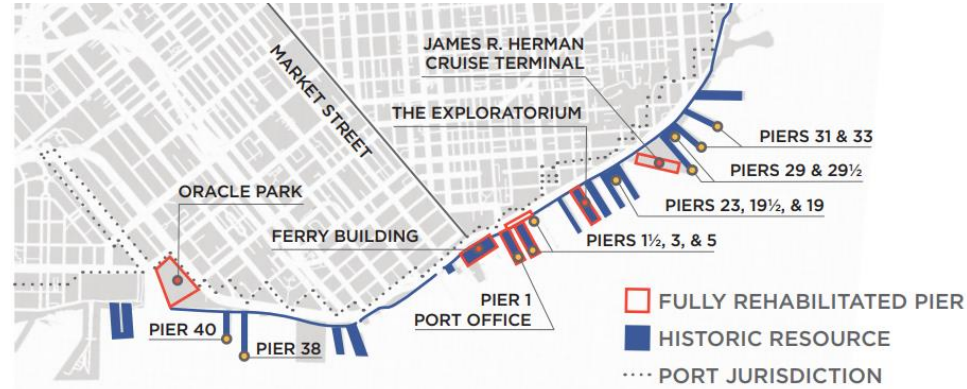 JAMES R. HERMAN
CRUISE TERMINAL
MARKET STREET
THE EXPLORATORIUM
PIERS 31 & 33
PIERS 29 & 29½
ORACLE PARK
PIERS 23, 19½, & 19
FERRY BUILDING
PIERS 1½, 3, & 5
PIER 1
PORT OFFICE
PIER 40
PIER 38
FULLY REHABILITATED PIER
HISTORIC RESOURCE
PORT JURISDICTION